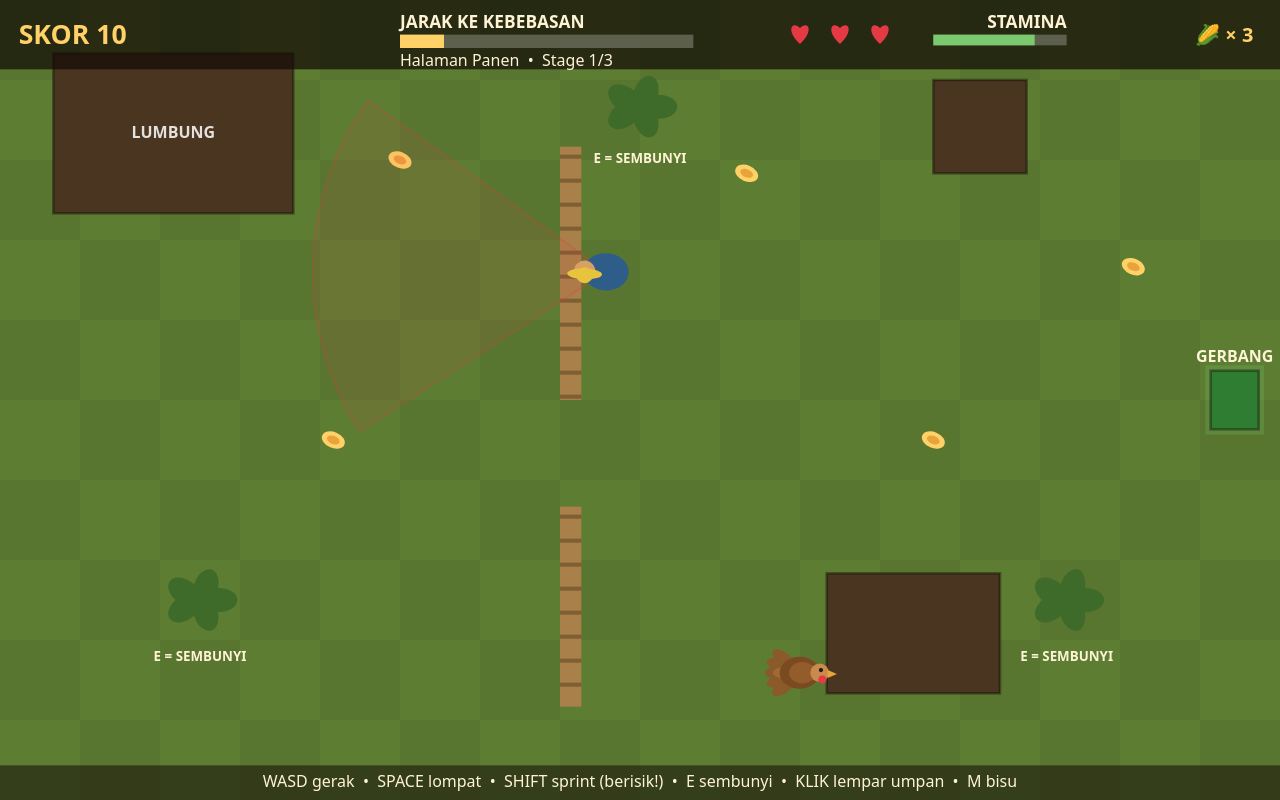 SKOR 10
JARAK KE KEBEBASAN
Halaman Panen • Stage 1/3
STAMINA
× 3
LUMBUNG
E = SEMBUNYI
GERBANG
E = SEMBUNYI
E = SEMBUNYI
WASD gerak • SPACE lompat • SHIFT sprint (berisik!) • E sembunyi • KLIK lempar umpan • M bisu